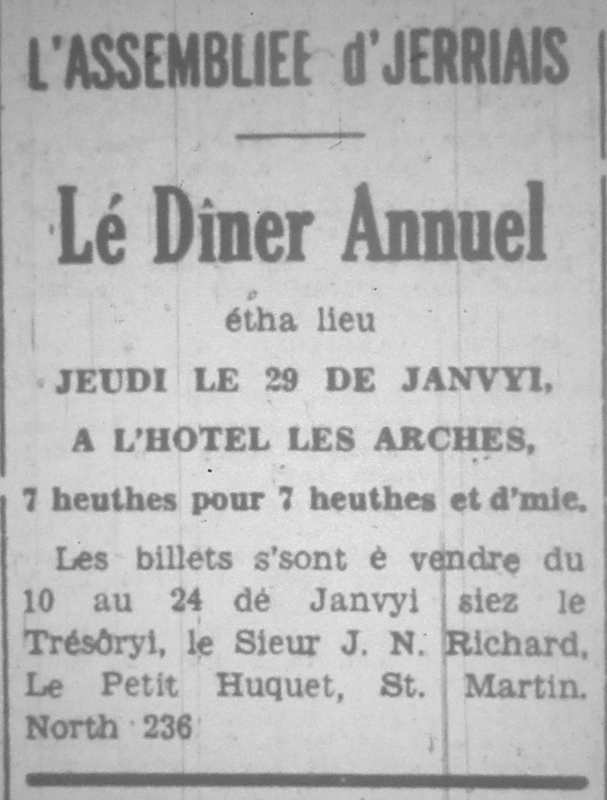 L'ASSEMBLIEE d'JERRIAIS
Lé Dîner Annuel
étha lieu
JEUDI LE 29 DE JANVYI,
A L'HOTEL LES ARCHES,
7 heuthes pour 7 heuthes et d'mie.
Les billets s'sont è vendre du
10 au 24 dé Janvyi siez le
Trésôryi, le Sieur J. N. Richard,
Le Petit Huquet, St. Martin.
North 236